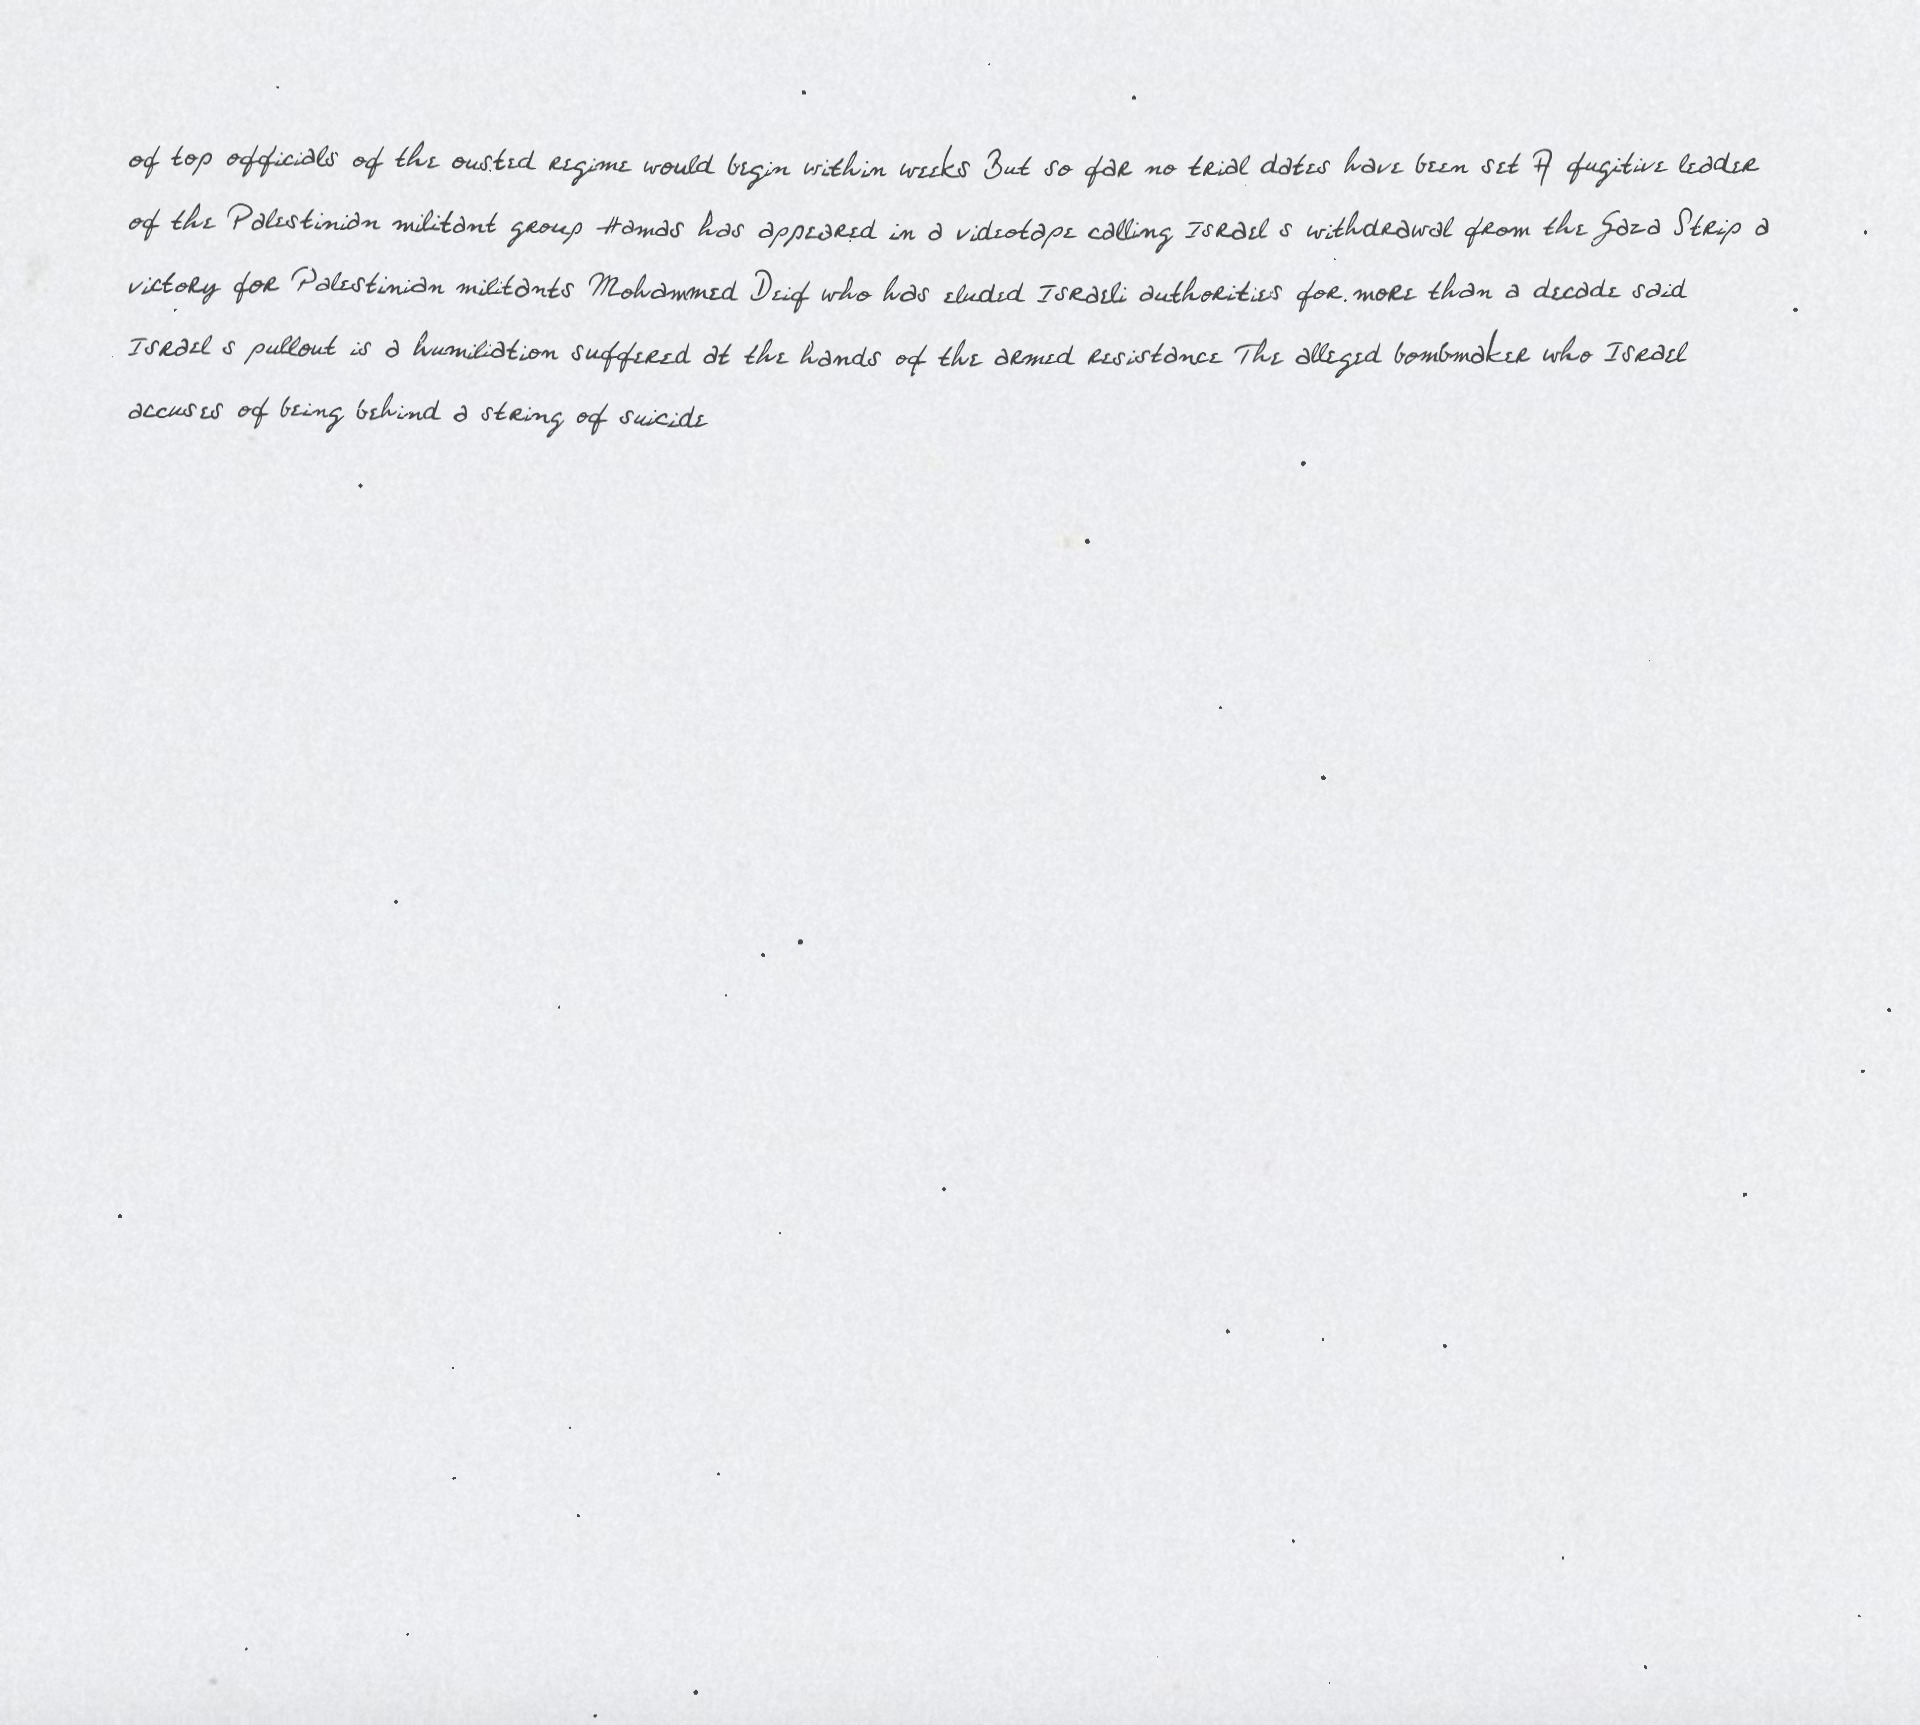 of top officials of the ousted regime would begin within weeks But so far no trial dates have been set A fugitive leader
of the Palestinian militant group Hamas has appeared in a videotape calling Israel s withdrawal from the Gaza Strip a
victory for Palestinian militants Mohammed Deif who has eluded Israeli authorities for more than a decade said
Israel s pullout is a humiliation suffered at the hands of the armed resistance The alleged bombmaker who Israel
accuses of being behind a string of suicide